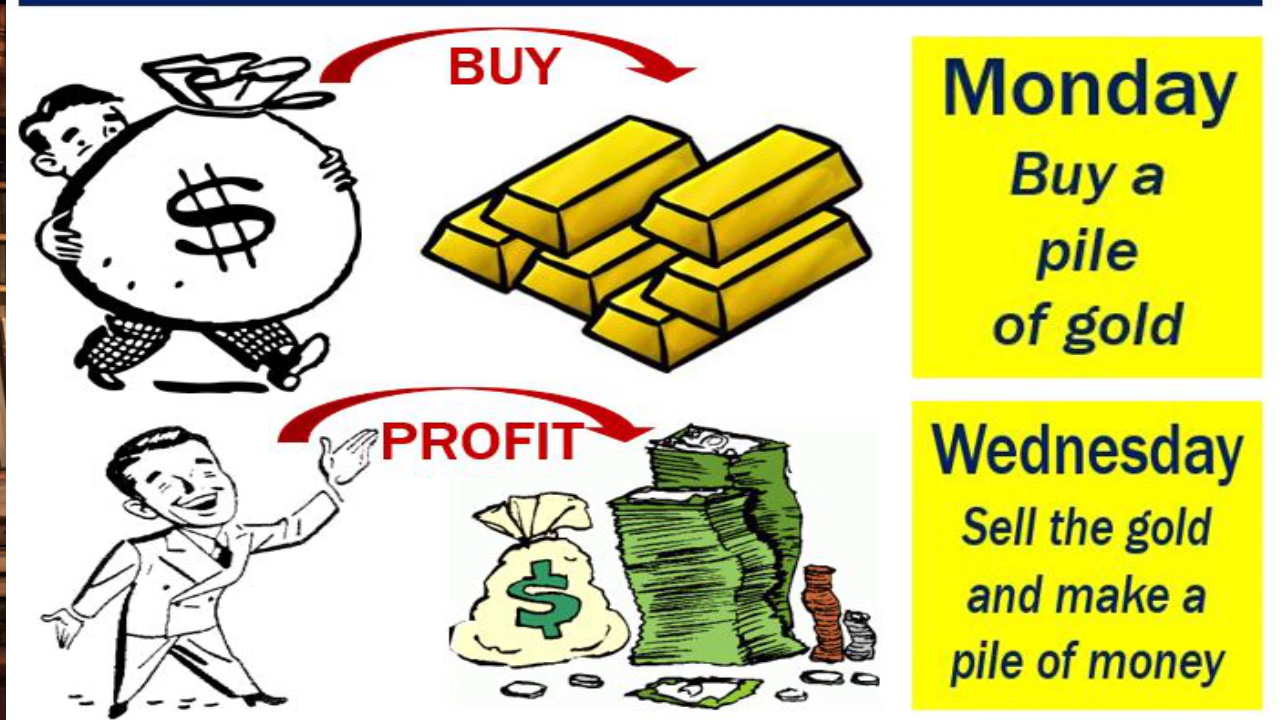 BUY
Monday
Buy a
pile
of gold
$
PROFIT
Wednesday
Sell the gold
and make a
pile of money
$